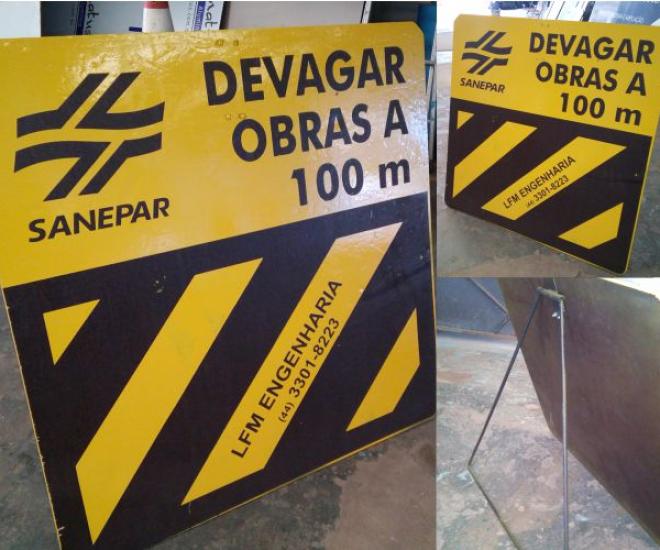 DEVAGAR
OBRAS A
100 m
SANEPAR
LFM ENGENHARIA
(44) 3301-8223
DEVAGAR
OBRAS A
100 m
SANEPAR
LFM ENGENHARIA
(44) 3301-8223